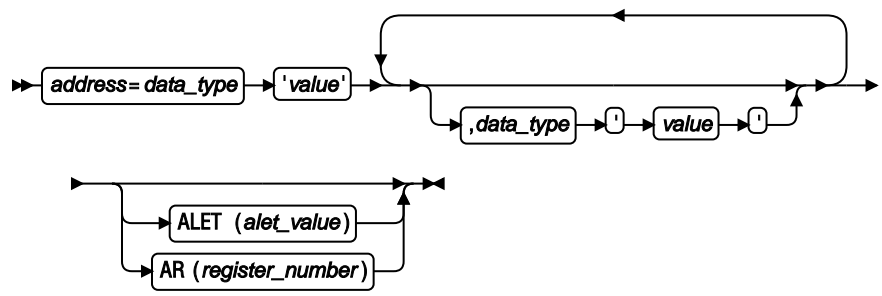 address=data_type 'value'
,data_type ' value '
ALET (alet_value)
AR (register_number)